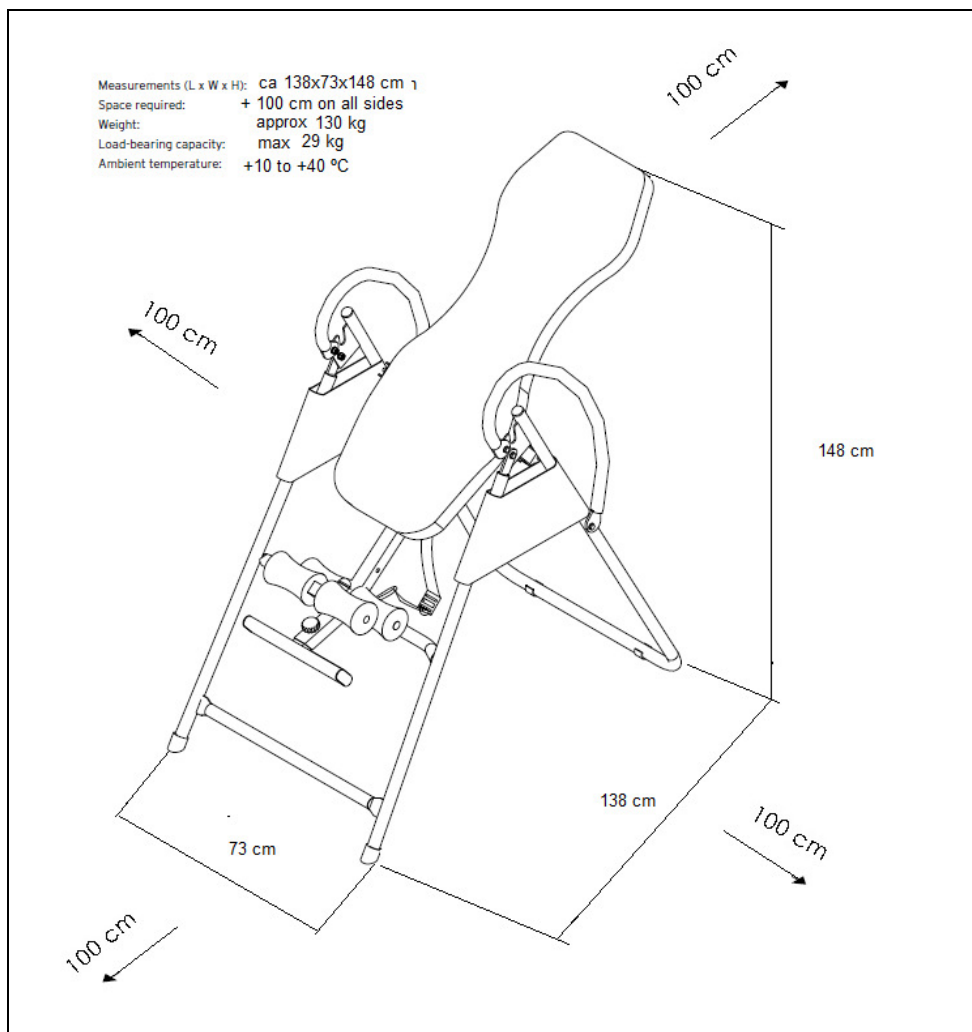 100 cm
Measurements (L x W x H): ca 138x73x148 cm
Space required: + 100 cm on all sides
Weight: approx 130 kg
Load-bearing capacity: max 29 kg
Ambient temperature: +10 to +40 ºC
100 cm
148 cm
138 cm
100 cm
73 cm
100 cm